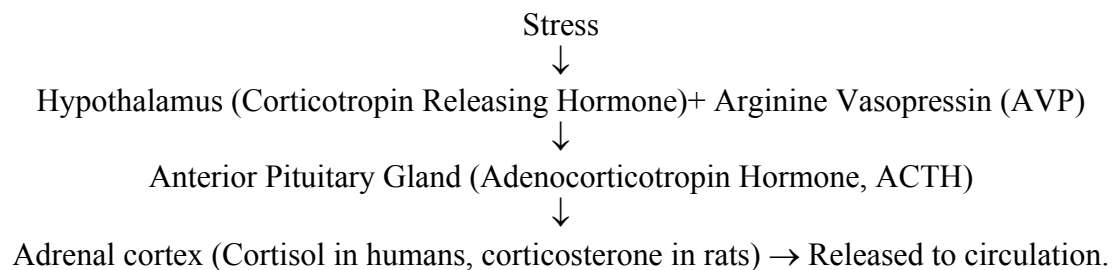 Stress
↓
Hypothalamus (Corticotropin Releasing Hormone)+ Arginine Vasopressin (AVP)
↓
Anterior Pituitary Gland (Adenocorticotropin Hormone, ACTH)
↓
Adrenal cortex (Cortisol in humans, corticosterone in rats) → Released to circulation.